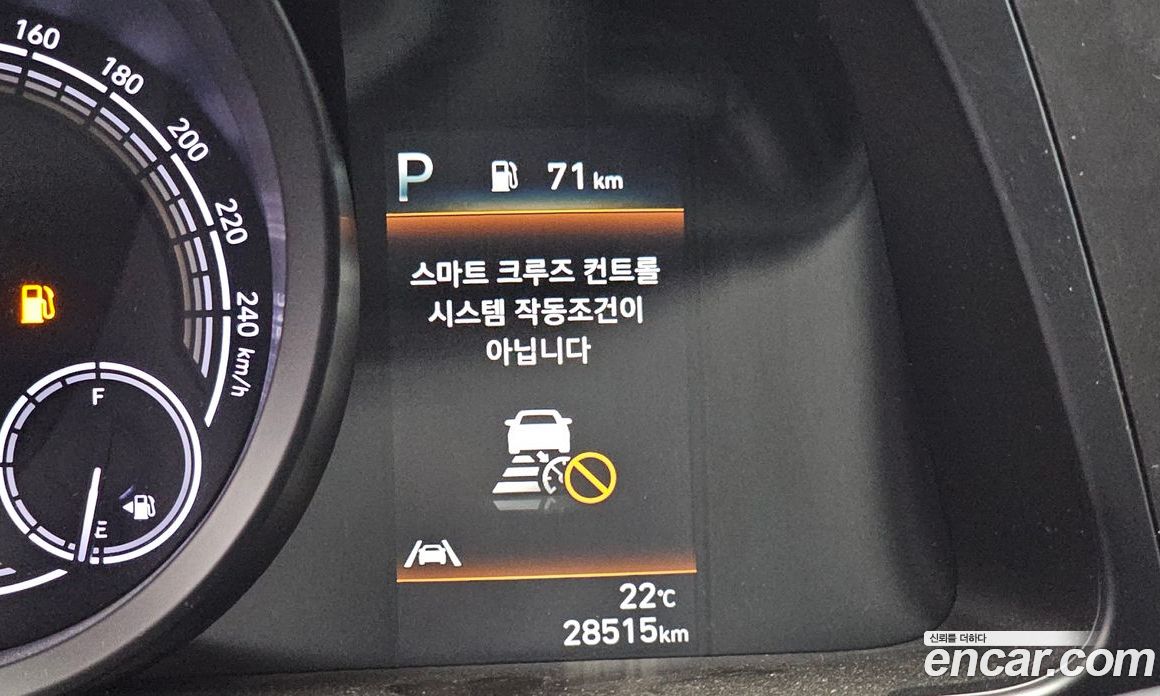 160
180
200
220
240
km/h
F
E
P
71 km
스마트 크루즈 컨트롤
시스템 작동조건이
아닙니다
22℃
28515km
신뢰를 더하다
encar.com